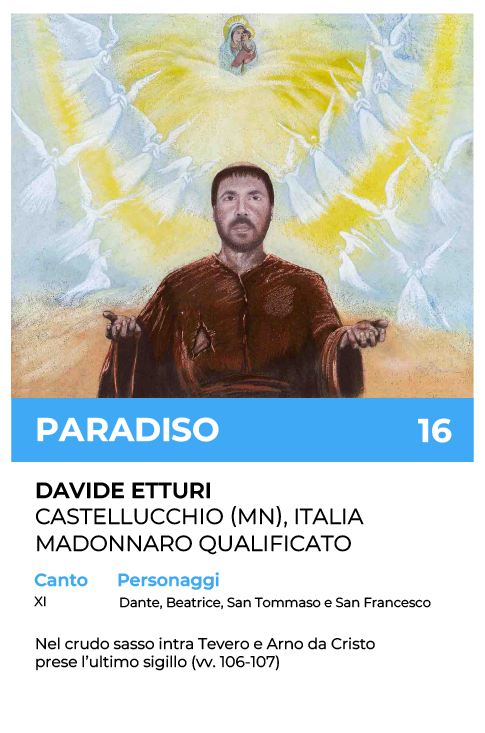 PARADISO 16
DAVIDE ETTURI
CASTELLUCCHIO (MN), ITALIA
MADONNARO QUALIFICATO
Canto Personaggi
XI Dante, Beatrice, San Tommaso e San Francesco
Nel crudo sasso intra Tevero e Arno da Cristo
prese l'ultimo sigillo (vv. 106-107)